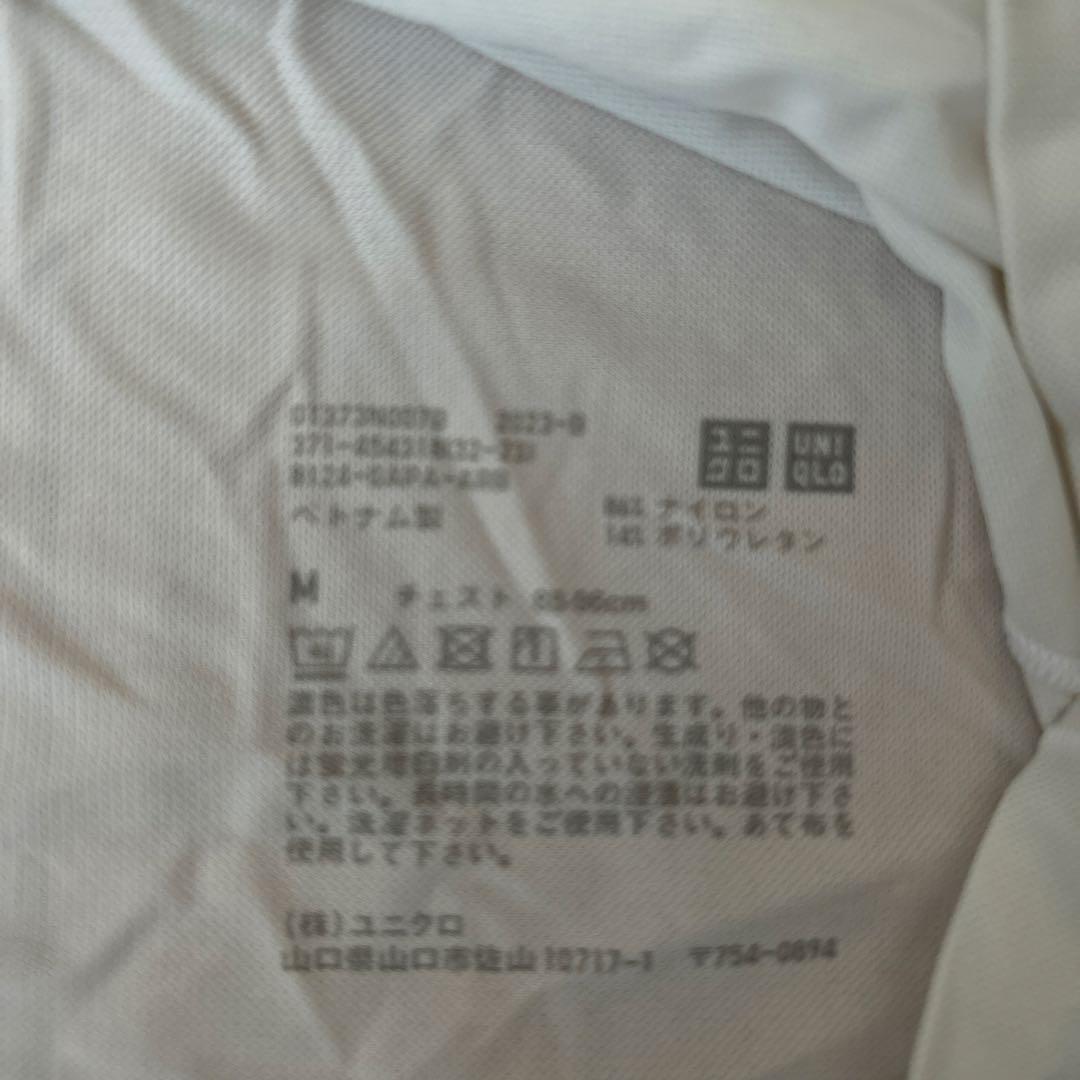 ユニ
クロ
UNI
QLO
ベトナム製
ナイロン
14% ポリウレタン
M チェスト
濃色は色落ちする事があります。他の物と
のお洗濯はお避け下さい。生成り・淡色に
は蛍光増白剤の入っていない洗剤をご使用
下さい。長時間の水への浸漬はお避け下さ
い。洗濯ネットをご使用下さい。あて布を
使用して下さい。
(株)ユニクロ
山口県山口市佐山10717-1 〒754-0894